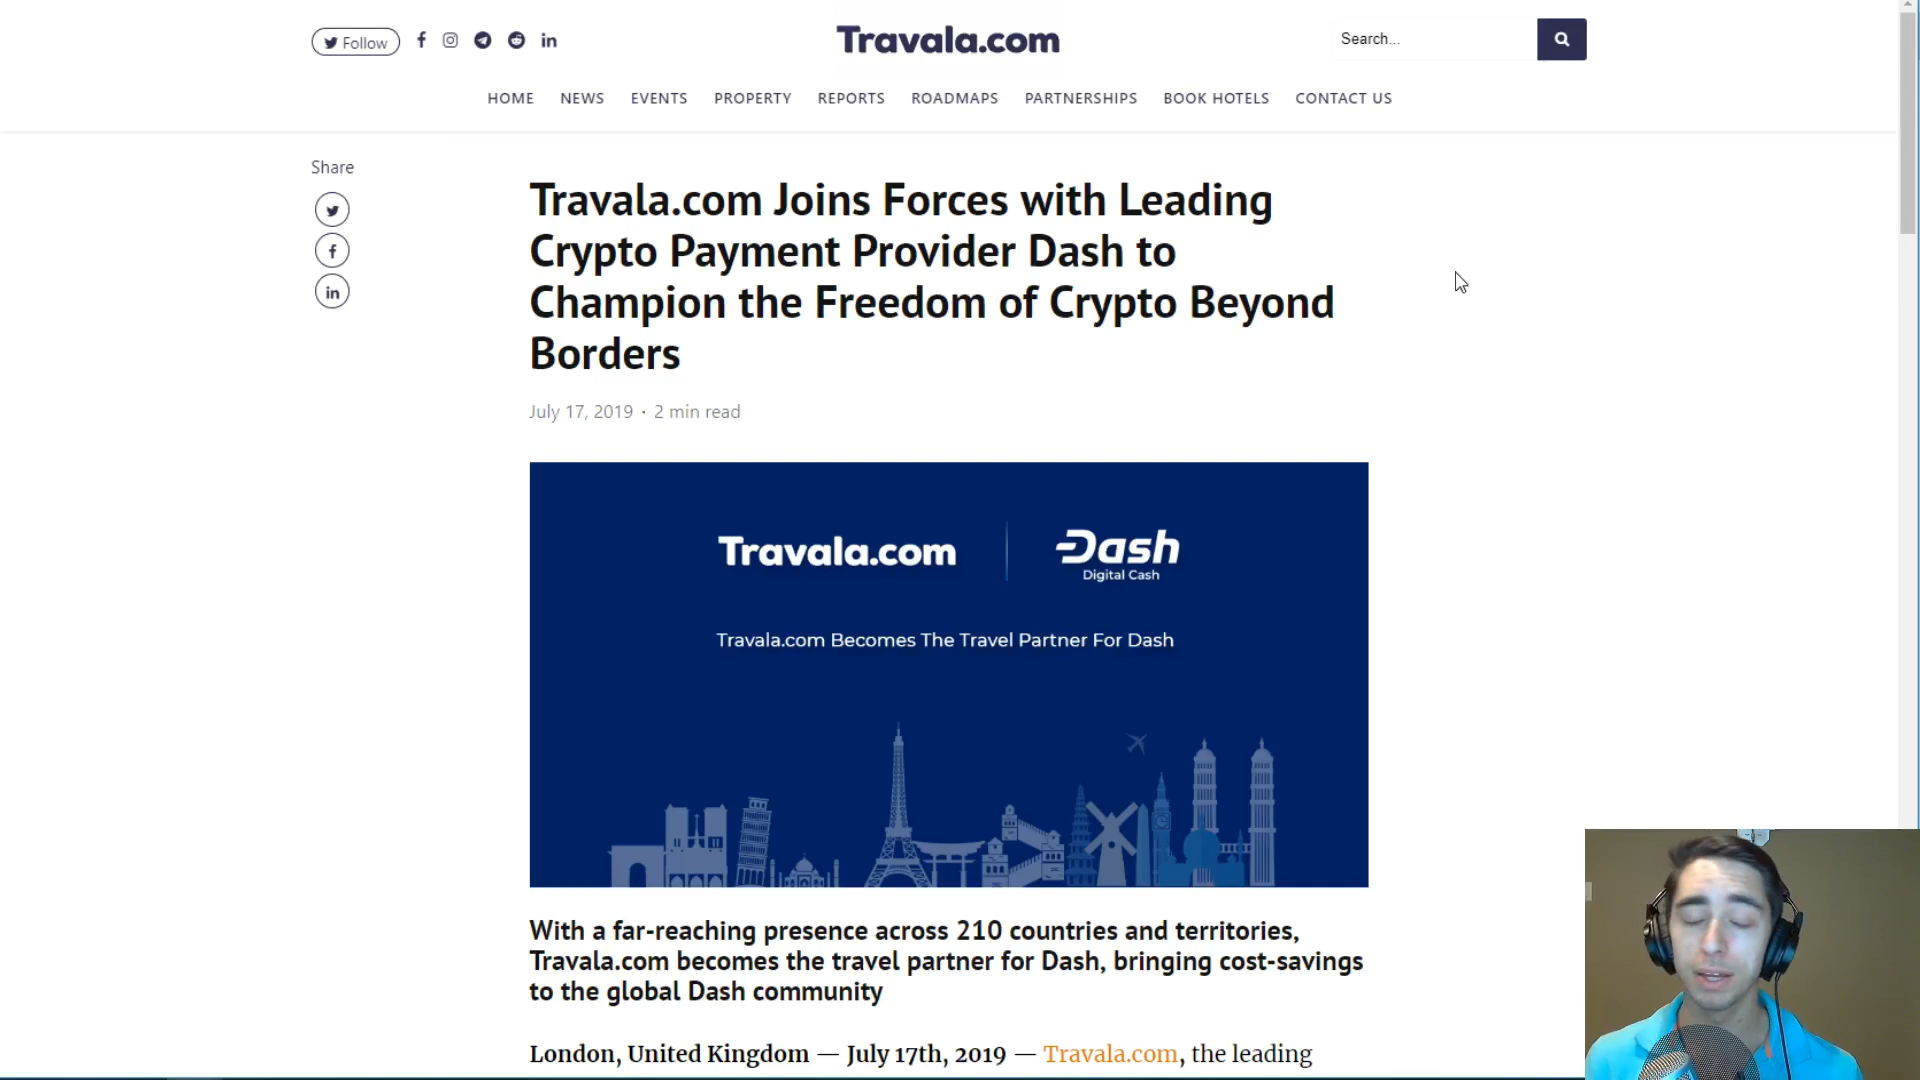 Follow
Travala.com
Search...
HOME NEWS EVENTS PROPERTY REPORTS ROADMAPS PARTNERSHIPS BOOK HOTELS CONTACT US
Share
Travala.com Joins Forces with Leading
Crypto Payment Provider Dash to
Champion the Freedom of Crypto Beyond
Borders
July 17, 2019 · 2 min read
Travala.com
Dash
Digital Cash
Travala.com Becomes The Travel Partner For Dash
With a far-reaching presence across 210 countries and territories,
Travala.com becomes the travel partner for Dash, bringing cost-savings
to the global Dash community
London, United Kingdom — July 17th, 2019 — Travala.com, the leading